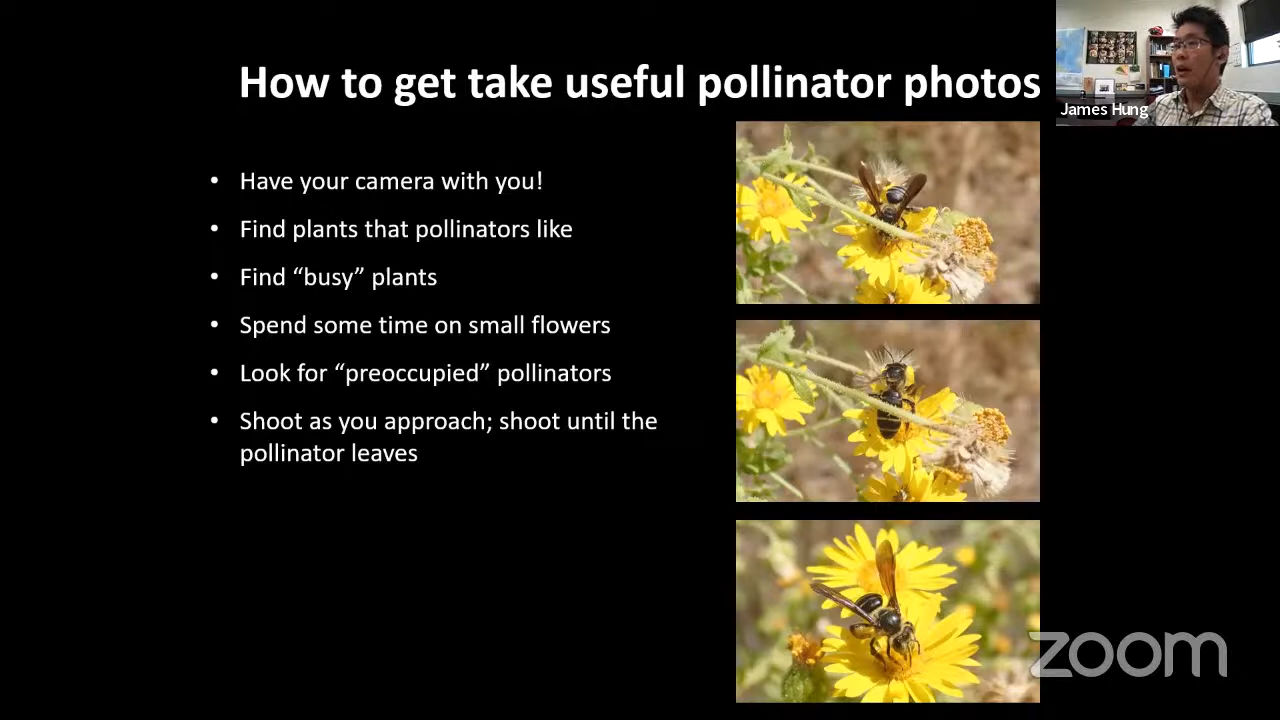 How to get take useful pollinator photos
James Hung
• Have your camera with you!
• Find plants that pollinators like
• Find “busy” plants
• Spend some time on small flowers
• Look for “preoccupied” pollinators
• Shoot as you approach; shoot until the
pollinator leaves
zoom